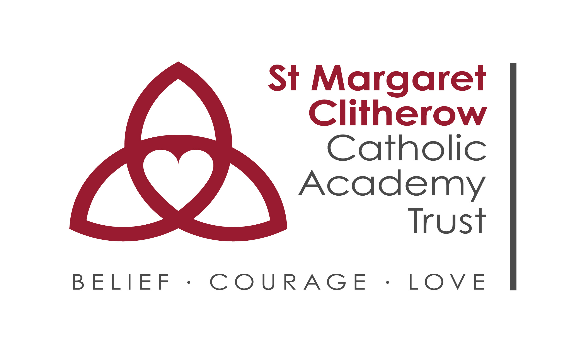 St Margaret
Clitherow
Catholic
Academy
Trust
BELIEF · COURAGE · LOVE